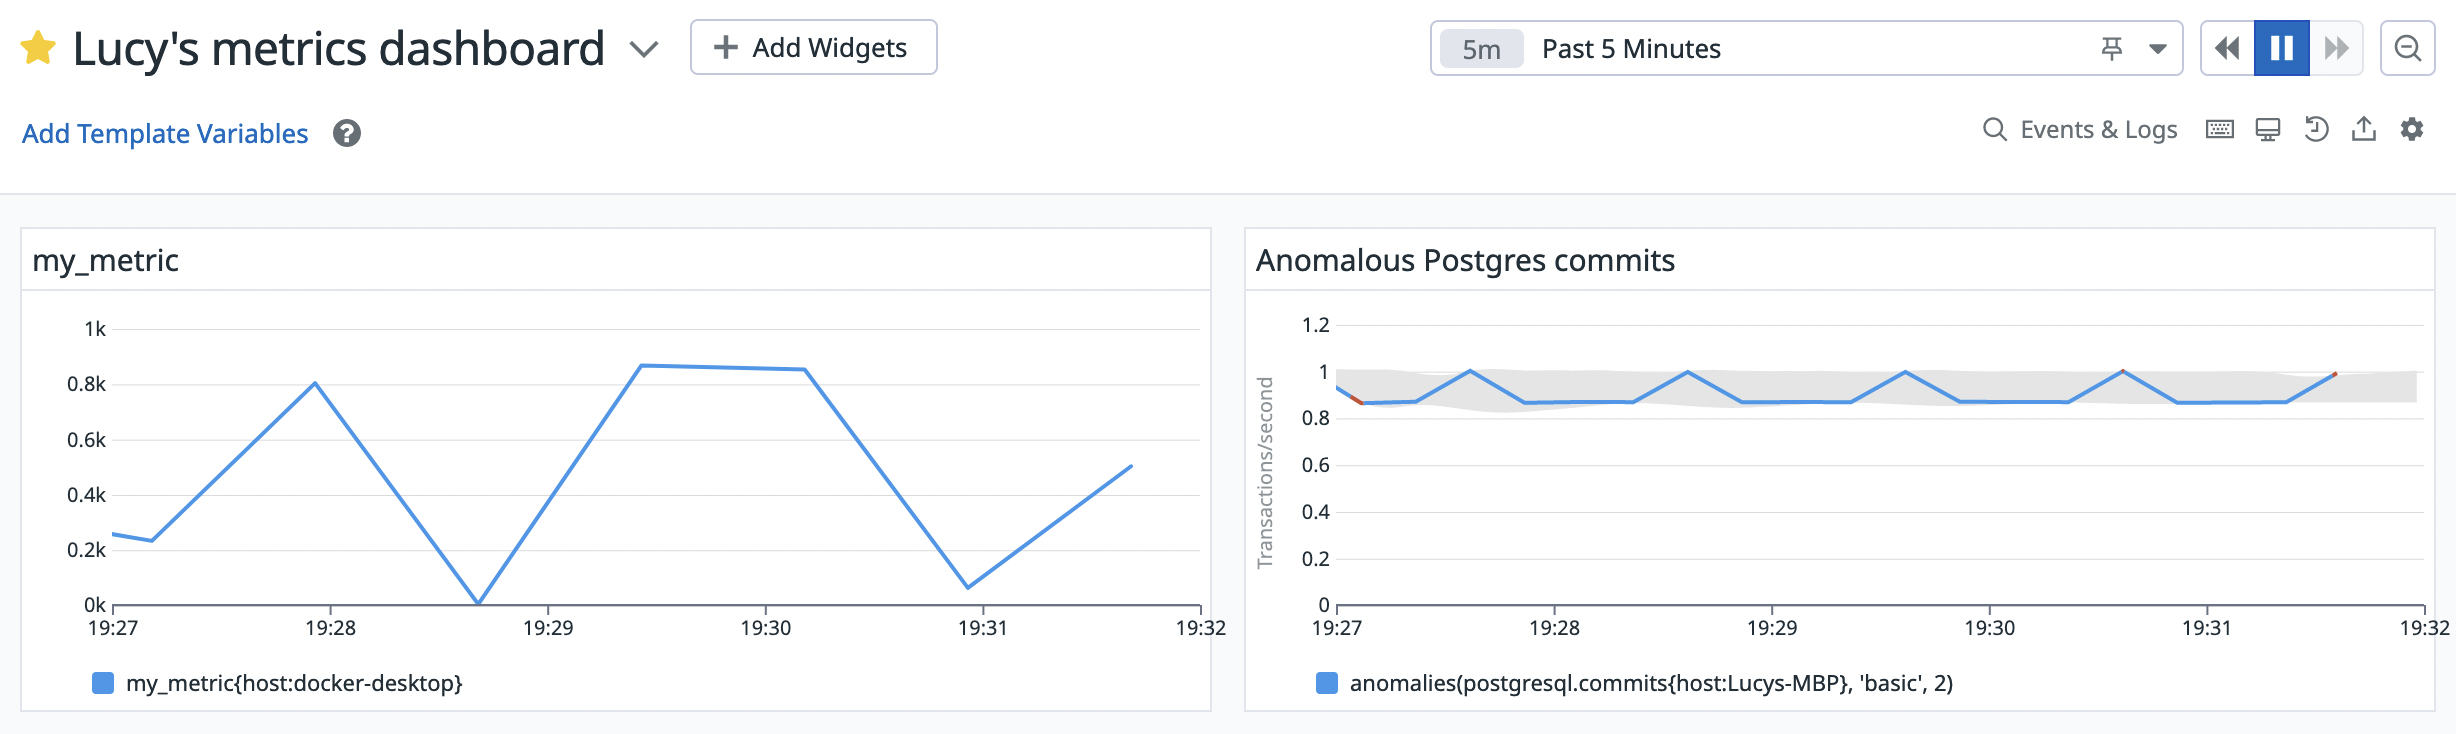 Lucy's metrics dashboard
Add Widgets
5m Past 5 Minutes
Add Template Variables ?
Events & Logs
my_metric
1k
0.8k
0.6k
0.4k
0.2k
0k
19:27 19:28 19:29 19:30 19:31 19:32
my_metric{host:docker-desktop}
Anomalous Postgres commits
Transactions/second
1.2
1
0.8
0.6
0.4
0.2
0
19:27 19:28 19:29 19:30 19:31 19:32
anomalies(postgresql.commits{host:Lucys-MBP}, 'basic', 2)